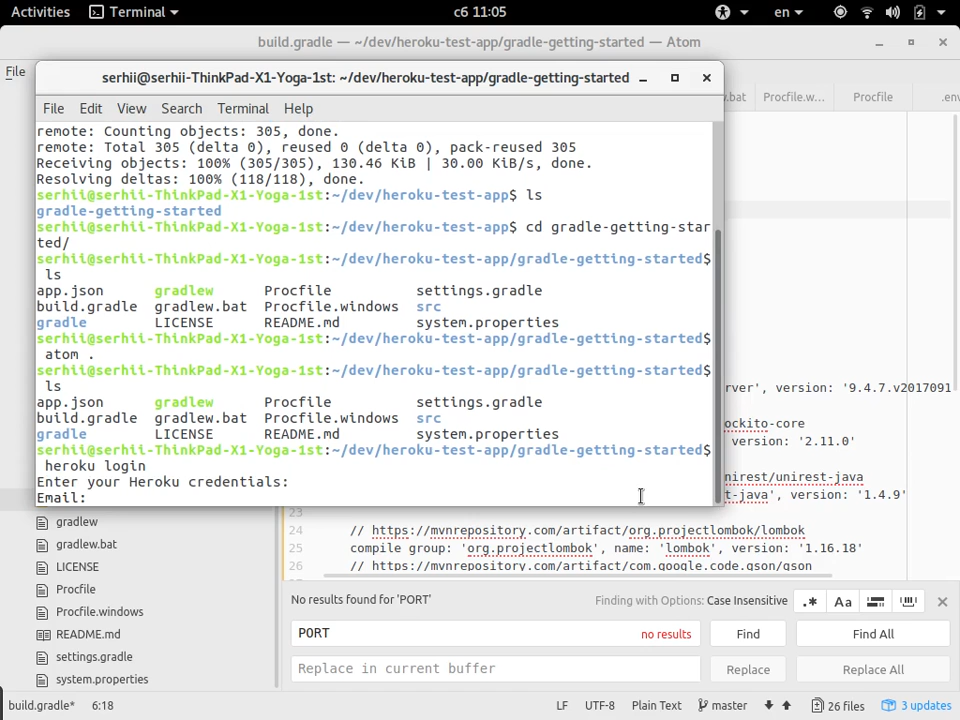 Activities Terminal сб 11:05 en
build.gradle — ~/dev/heroku-test-app/gradle-getting-started — Atom
File
serhii@serhii-ThinkPad-X1-Yoga-1st: ~/dev/heroku-test-app/gradle-getting-started
File Edit View Search Terminal Help
.bat Procfile.w... Procfile .env
remote: Counting objects: 305, done.
remote: Total 305 (delta 0), reused 0 (delta 0), pack-reused 305
Receiving objects: 100% (305/305), 130.46 KiB | 30.00 KiB/s, done.
Resolving deltas: 100% (118/118), done.
serhii@serhii-ThinkPad-X1-Yoga-1st:~/dev/heroku-test-app$ ls
gradle-getting-started
serhii@serhii-ThinkPad-X1-Yoga-1st:~/dev/heroku-test-app$ cd gradle-getting-star
ted/
serhii@serhii-ThinkPad-X1-Yoga-1st:~/dev/heroku-test-app/gradle-getting-started$
ls
app.json gradlew Procfile settings.gradle
build.gradle gradlew.bat Procfile.windows src
gradle LICENSE README.md system.properties
serhii@serhii-ThinkPad-X1-Yoga-1st:~/dev/heroku-test-app/gradle-getting-started$
atom .
serhii@serhii-ThinkPad-X1-Yoga-1st:~/dev/heroku-test-app/gradle-getting-started$
ls
app.json gradlew Procfile settings.gradle
build.gradle gradlew.bat Procfile.windows src
gradle LICENSE README.md system.properties
serhii@serhii-ThinkPad-X1-Yoga-1st:~/dev/heroku-test-app/gradle-getting-started$
heroku login
Enter your Heroku credentials:
Email:
rver', version: '9.4.7.v2017091
ockito-core
version: '2.11.0'
nirest/unirest-java
t-java', version: '1.4.9'
23
24 // https://mvnrepository.com/artifact/org.projectlombok/lombok
25 compile group: 'org.projectlombok', name: 'lombok', version: '1.16.18'
26 // https://mvnrepository.com/artifact/com.google.code.gson/gson
gradlew
gradlew.bat
LICENSE
Procfile
Procfile.windows
README.md
settings.gradle
system.properties
No results found for 'PORT' Finding with Options: Case Insensitive .* Aa
PORT no results Find Find All
Replace in current buffer Replace Replace All
build.gradle* 6:18 LF UTF-8 Plain Text master 26 files 3 updates